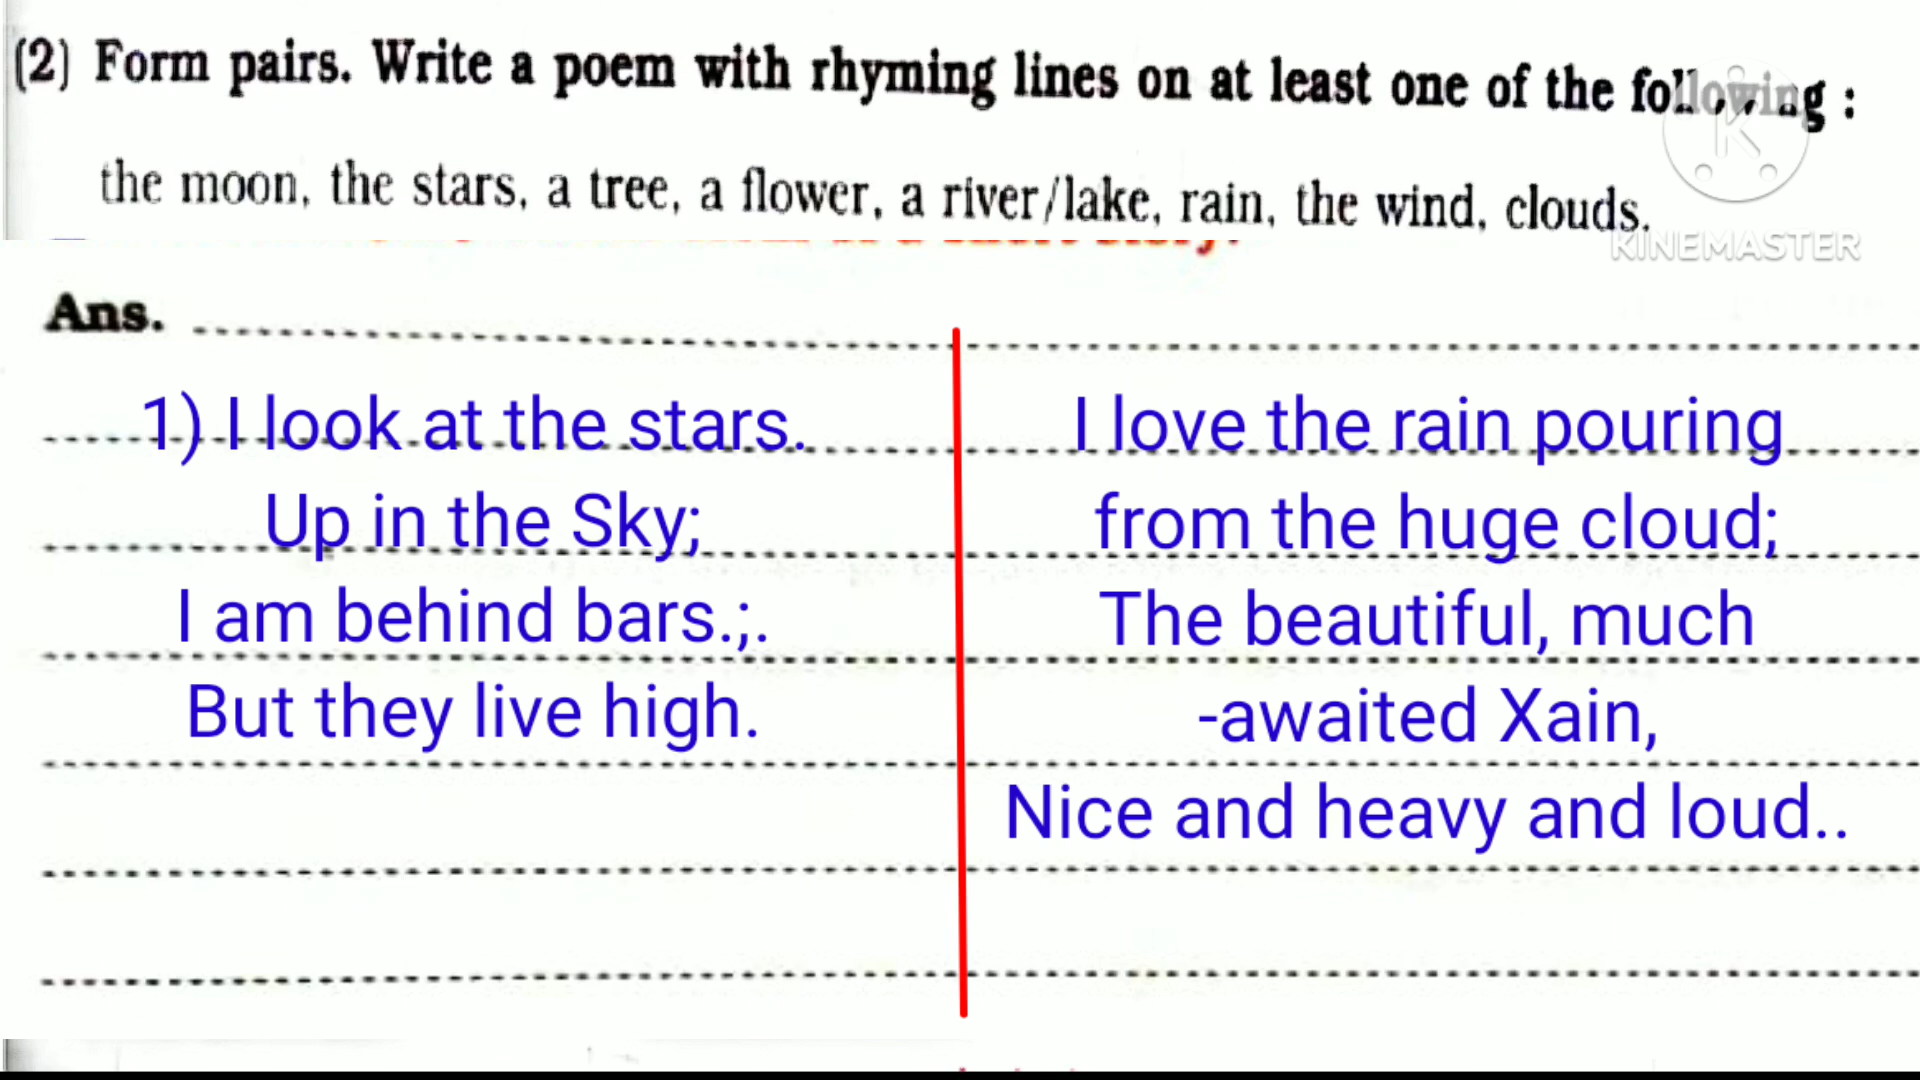 (2) Form pairs. Write a poem with rhyming lines on at least one of the following :
the moon, the stars, a tree, a flower, a river/lake, rain, the wind, clouds.
KINEMASTER
Ans.
1) I look at the stars.
Up in the Sky;
I am behind bars.;.
But they live high.
I love the rain pouring
from the huge cloud;
The beautiful, much
-awaited Xain,
Nice and heavy and loud..